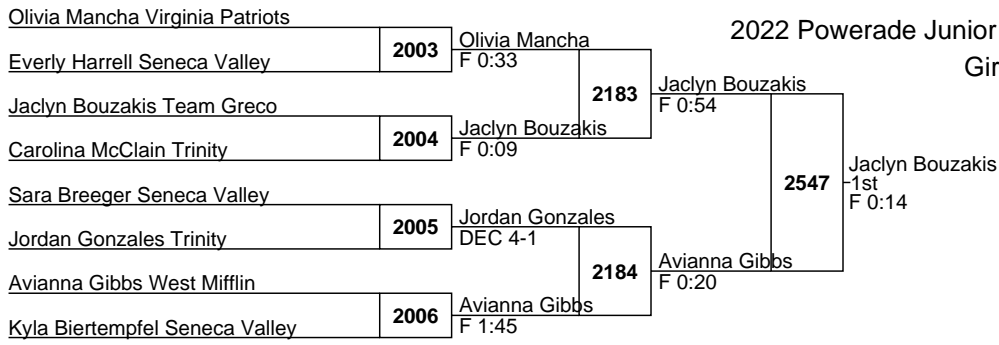 Olivia Mancha Virginia Patriots
2003
Everly Harrell Seneca Valley
Olivia Mancha
F 0:33
2022 Powerade Junior
Gir
2183
Jaclyn Bouzakis Team Greco
2004
Carolina McClain Trinity
Jaclyn Bouzakis
F 0:09
Jaclyn Bouzakis
F 0:54
2547
Jaclyn Bouzakis
1st
F 0:14
Sara Breeger Seneca Valley
2005
Jordan Gonzales Trinity
Jordan Gonzales
DEC 4-1
2184
Avianna Gibbs West Mifflin
2006
Kyla Biertempfel Seneca Valley
Avianna Gibbs
F 1:45
Avianna Gibbs
F 0:20